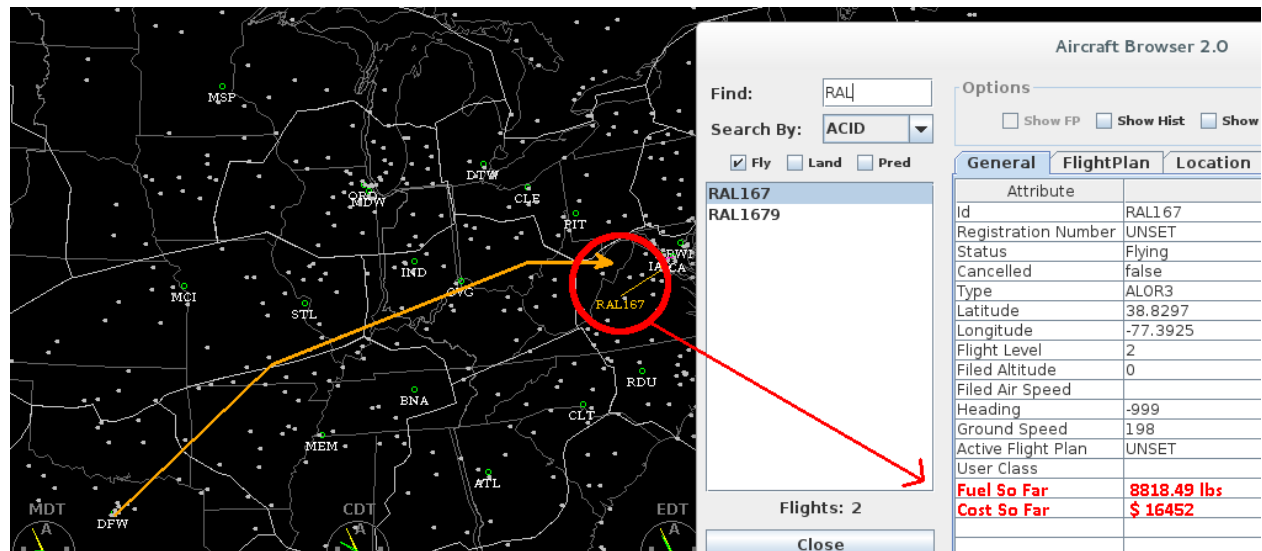 MSP
DTW
CLE
ORD
MDW
PIT
BWI
IA
CA
IND
CVG
RAL167
MCI
STL
RDU
BNA
CLT
MEM
ATL
MDT
A
DFW
CDT
A
EDT
A
Aircraft Browser 2.0
Find: RAL
Search By: ACID
Fly Land Pred
RAL167
RAL1679
Flights: 2
Close
Options
Show FP Show Hist Show
General FlightPlan Location
Attribute
Id RAL167
Registration Number UNSET
Status Flying
Cancelled false
Type ALOR3
Latitude 38.8297
Longitude -77.3925
Flight Level 2
Filed Altitude 0
Filed Air Speed
Heading -999
Ground Speed 198
Active Flight Plan UNSET
User Class
Fuel So Far 8818.49 lbs
Cost So Far $ 16452